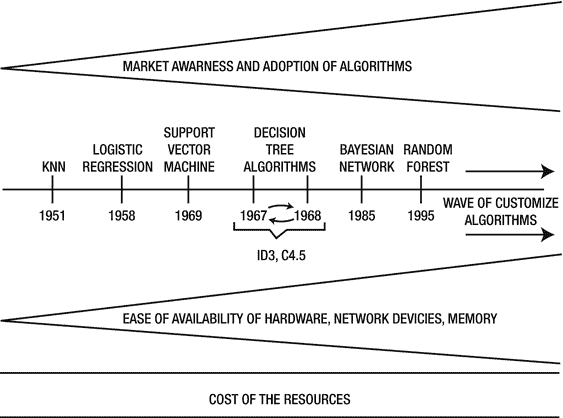 MARKET AWARNESS AND ADOPTION OF ALGORITHMS
KNN
LOGISTIC
REGRESSION
SUPPORT
VECTOR
MACHINE
DECISION
TREE
ALGORITHMS
BAYESIAN
NETWORK
RANDOM
FOREST
1951
1958
1969
1967
1968
1985
1995
WAVE OF CUSTOMIZE
ALGORITHMS
ID3, C4.5
EASE OF AVAILABILITY OF HARDWARE, NETWORK DEVICIES, MEMORY
COST OF THE RESOURCES